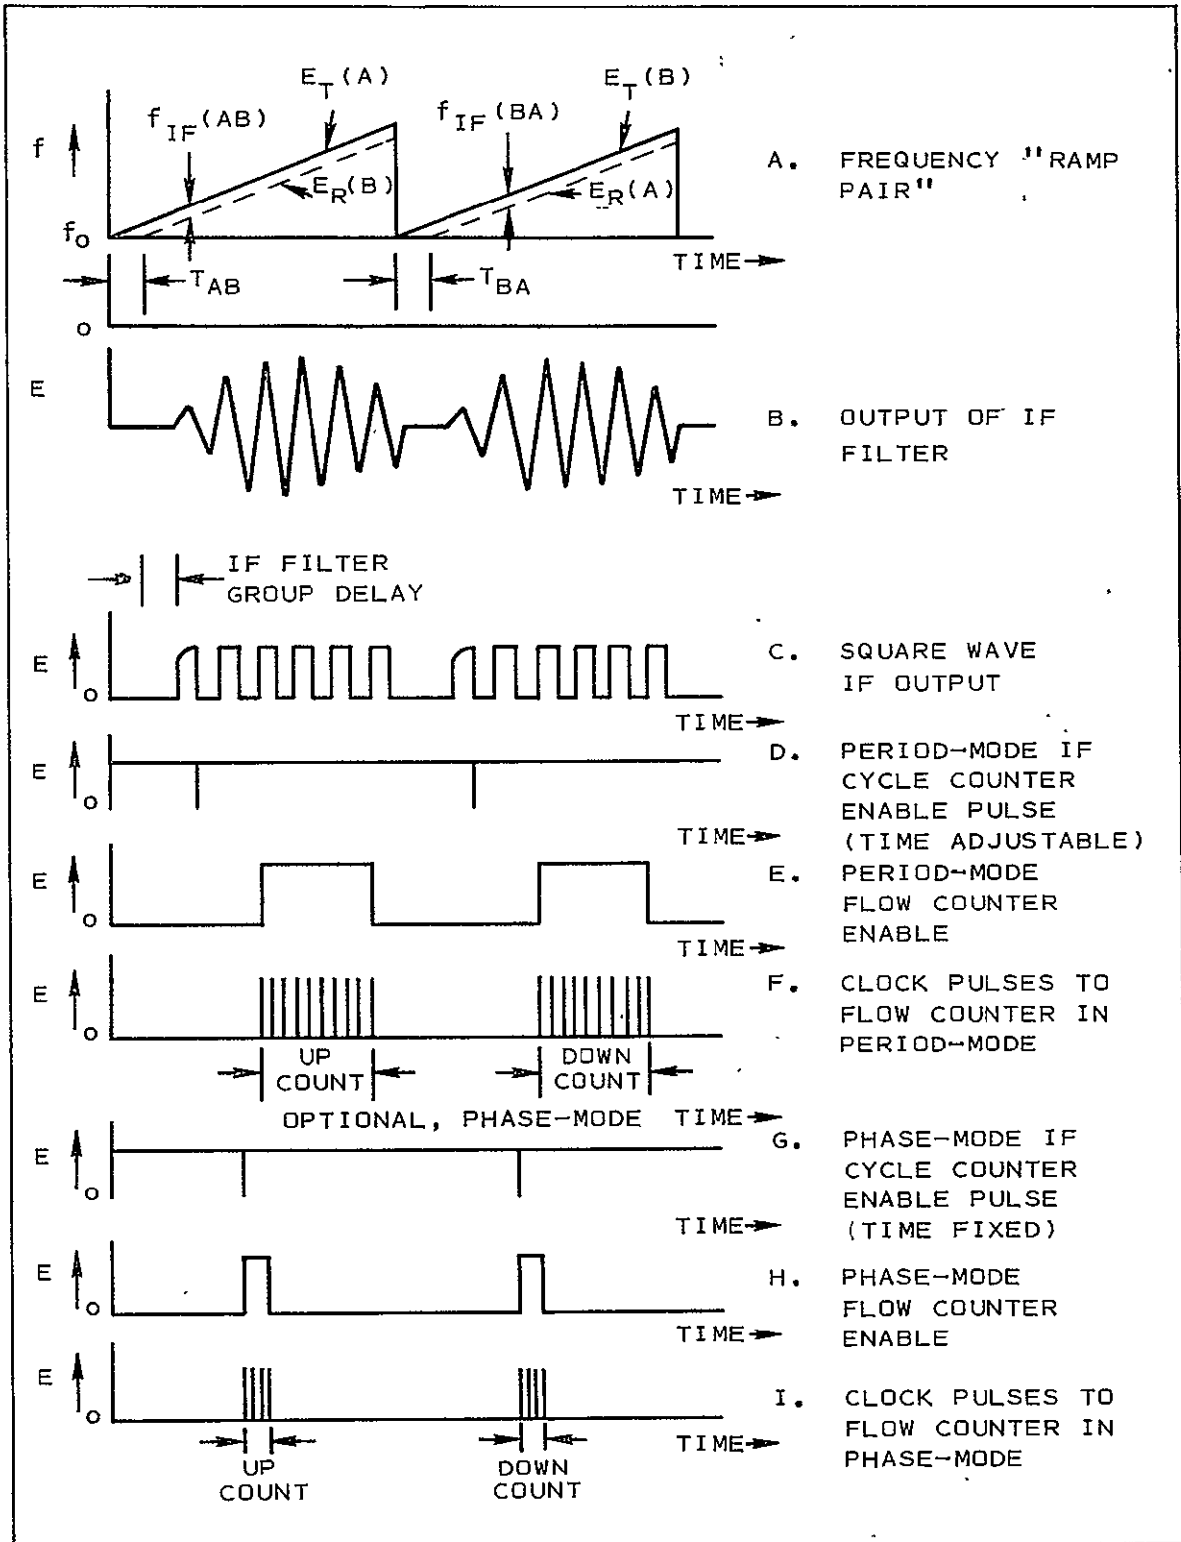 E_T(A)
E_T(B)
f_IF(AB)
f_IF(BA)
f
E_R(B)
E_R(A)
f_o
TIME
T_AB
T_BA
o
A. FREQUENCY "RAMP
PAIR"
E
TIME
B. OUTPUT OF IF
FILTER
IF FILTER
GROUP DELAY
E
o
TIME
C. SQUARE WAVE
IF OUTPUT
E
o
TIME
D. PERIOD-MODE IF
CYCLE COUNTER
ENABLE PULSE
(TIME ADJUSTABLE)
E
o
TIME
E. PERIOD-MODE
FLOW COUNTER
ENABLE
E
o
UP
COUNT
DOWN
COUNT
TIME
F. CLOCK PULSES TO
FLOW COUNTER IN
PERIOD-MODE
OPTIONAL, PHASE-MODE
E
o
TIME
G. PHASE-MODE IF
CYCLE COUNTER
ENABLE PULSE
(TIME FIXED)
E
o
TIME
H. PHASE-MODE
FLOW COUNTER
ENABLE
E
o
TIME
UP
COUNT
DOWN
COUNT
I. CLOCK PULSES TO
FLOW COUNTER IN
PHASE-MODE